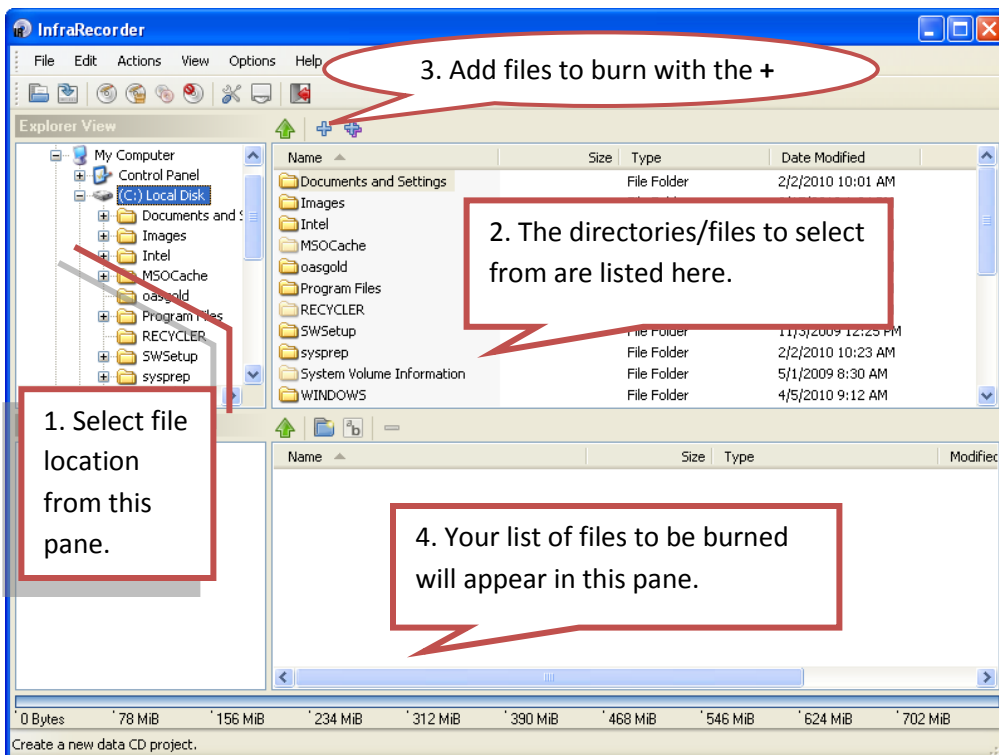 InfraRecorder
File Edit Actions View Options Help
3. Add files to burn with the +
Explorer View
My Computer
Control Panel
(C:) Local Disk
Documents and S
Images
Intel
MSOCache
oasgold
Program Files
RECYCLER
SWSetup
sysprep
Name Size Type Date Modified
Documents and Settings File Folder 2/2/2010 10:01 AM
Images
Intel
MSOCache
oasgold
Program Files
RECYCLER
SWSetup File Folder 11/3/2009 12:25 PM
sysprep File Folder 2/2/2010 10:23 AM
System Volume Information File Folder 5/1/2009 8:30 AM
WINDOWS File Folder 4/5/2010 9:12 AM
2. The directories/files to select
from are listed here.
1. Select file
location
from this
pane.
Name Size Type Modified
4. Your list of files to be burned
will appear in this pane.
0 Bytes 78 MiB 156 MiB 234 MiB 312 MiB 390 MiB 468 MiB 546 MiB 624 MiB 702 MiB
Create a new data CD project.